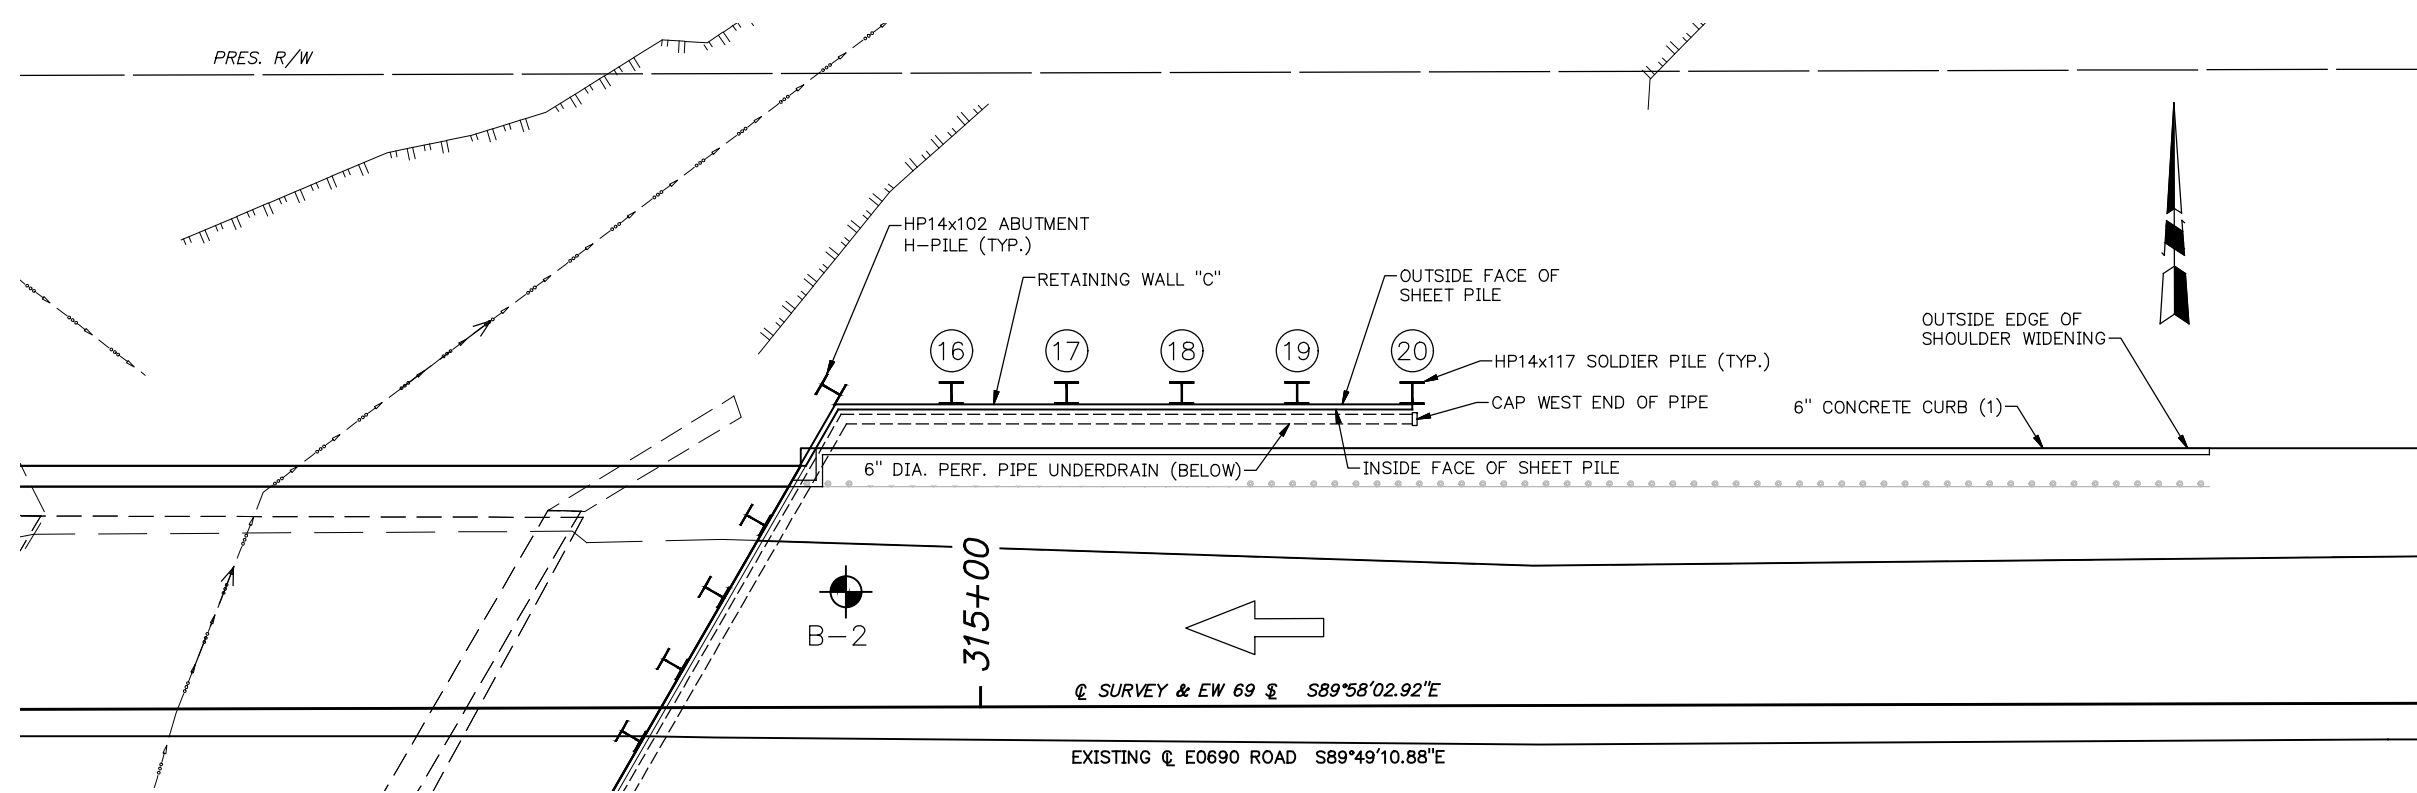 PRES. R/W
HP14x102 ABUTMENT
H-PILE (TYP.)
RETAINING WALL "C"
OUTSIDE FACE OF
SHEET PILE
OUTSIDE EDGE OF
SHOULDER WIDENING
16
17
18
19
20
HP14x117 SOLDIER PILE (TYP.)
CAP WEST END OF PIPE
6" CONCRETE CURB (1)
6" DIA. PERF. PIPE UNDERDRAIN (BELOW)
INSIDE FACE OF SHEET PILE
315+00
B-2
℄ SURVEY & EW 69 S S89°58'02.92"E
EXISTING ℄ E0690 ROAD S89°49'10.88"E
N